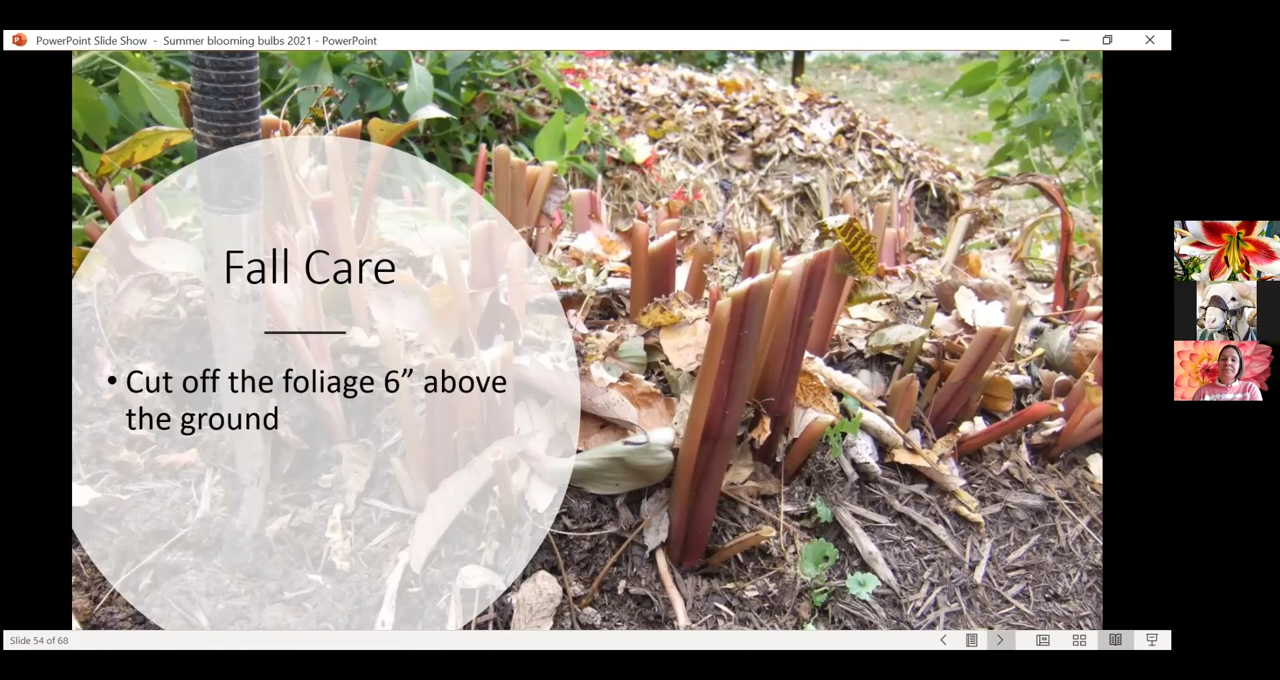 PowerPoint Slide Show - Summer blooming bulbs 2021 - PowerPoint
Fall Care
• Cut off the foliage 6” above
the ground
Slide 54 of 68